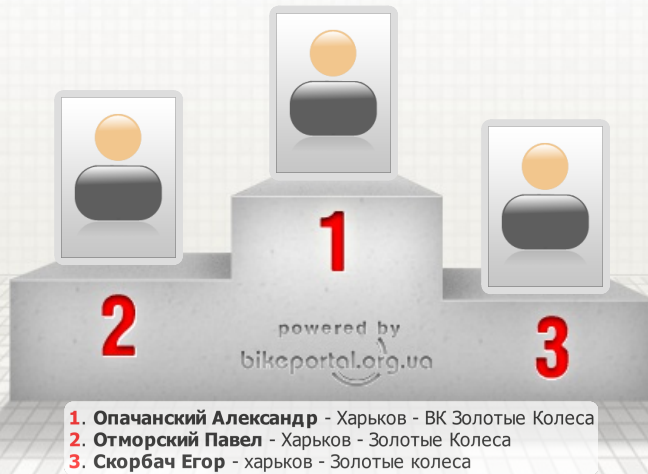 1
2
3
powered by
bikeportal.org.ua
1. Опачанский Александр - Харьков - ВК Золотые Колеса
2. Отморский Павел - Харьков - Золотые Колеса
3. Скорбач Егор - харьков - Золотые колеса